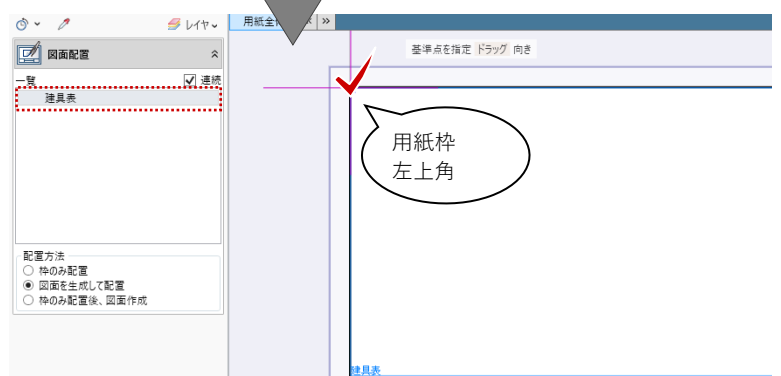 レイヤ
用紙全
×
»
図面配置
基準点を指定 ドラッグ 向き
一覧
連続
建具表
用紙枠
左上角
配置方法
枠のみ配置
図面を生成して配置
枠のみ配置後、図面作成
建具表